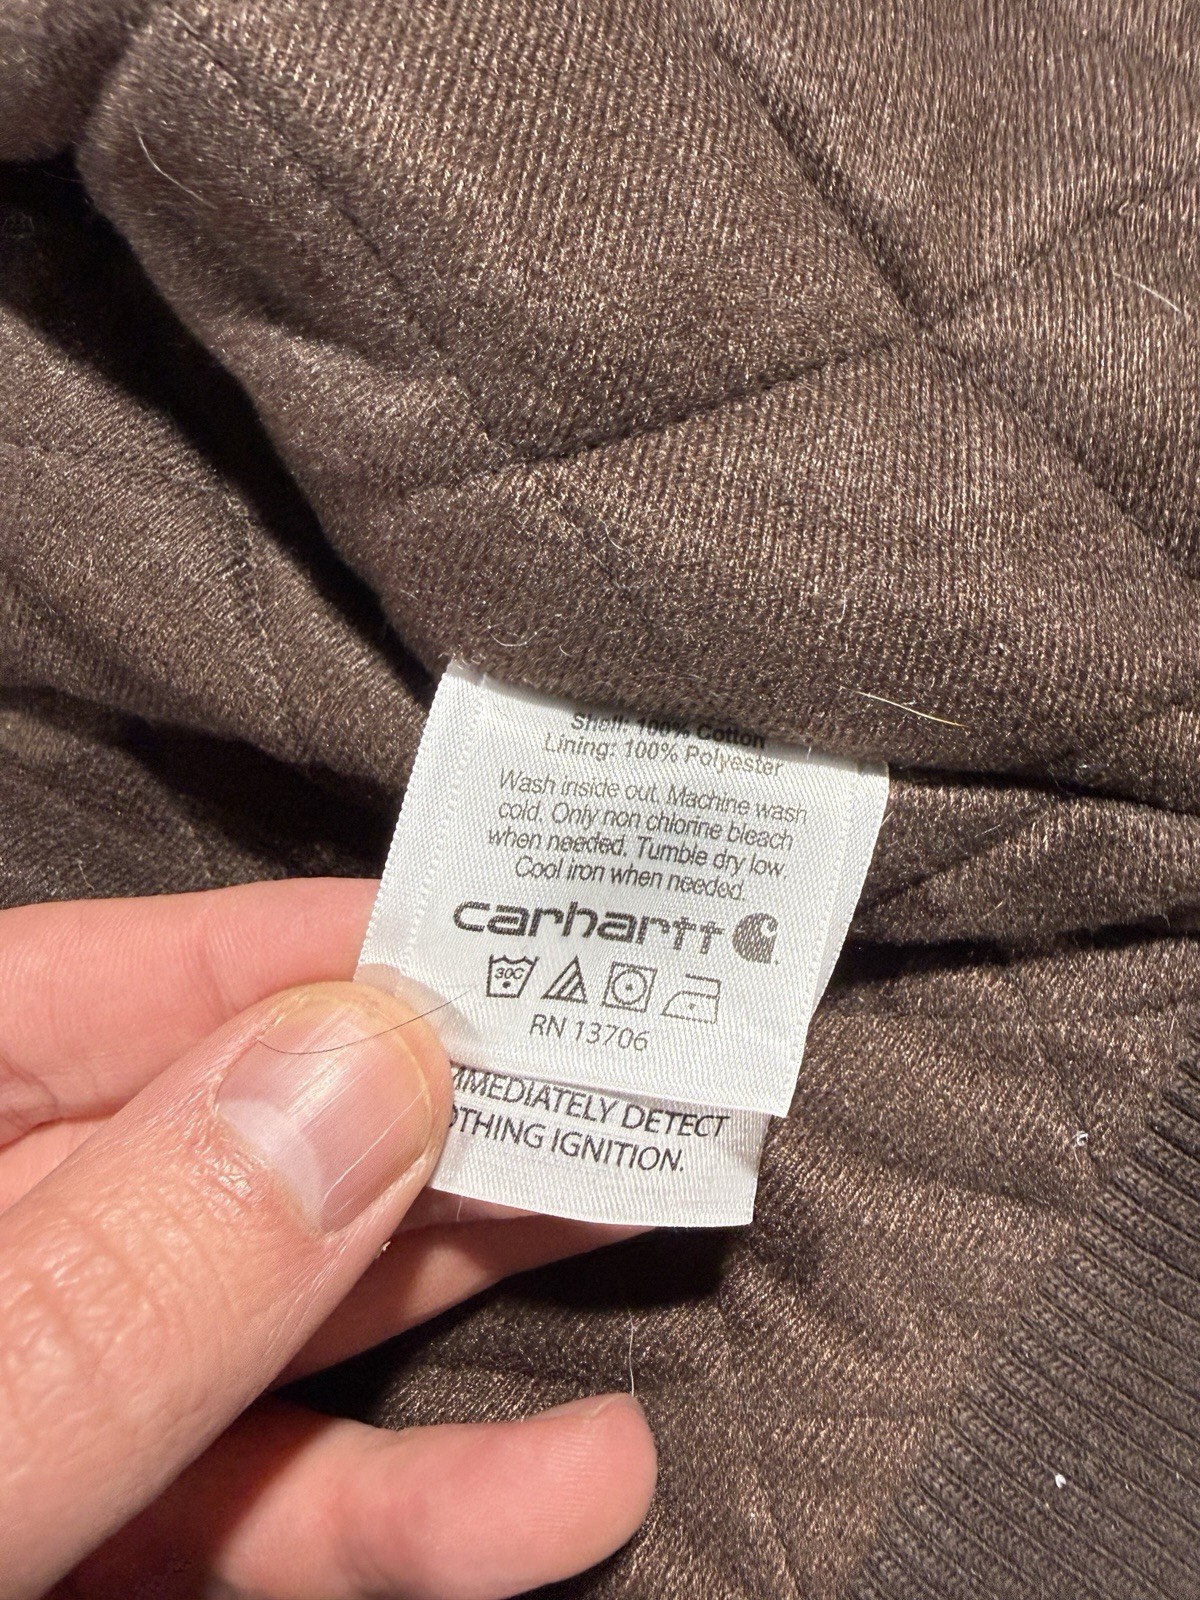 Shell: 100% Cotton
Lining: 100% Polyester
Wash inside out. Machine wash
cold. Only non chlorine bleach
when needed. Tumble dry low.
Cool iron when needed.
carhartt
30C
RN 13706
IMMEDIATELY DETECT
OTHING IGNITION.